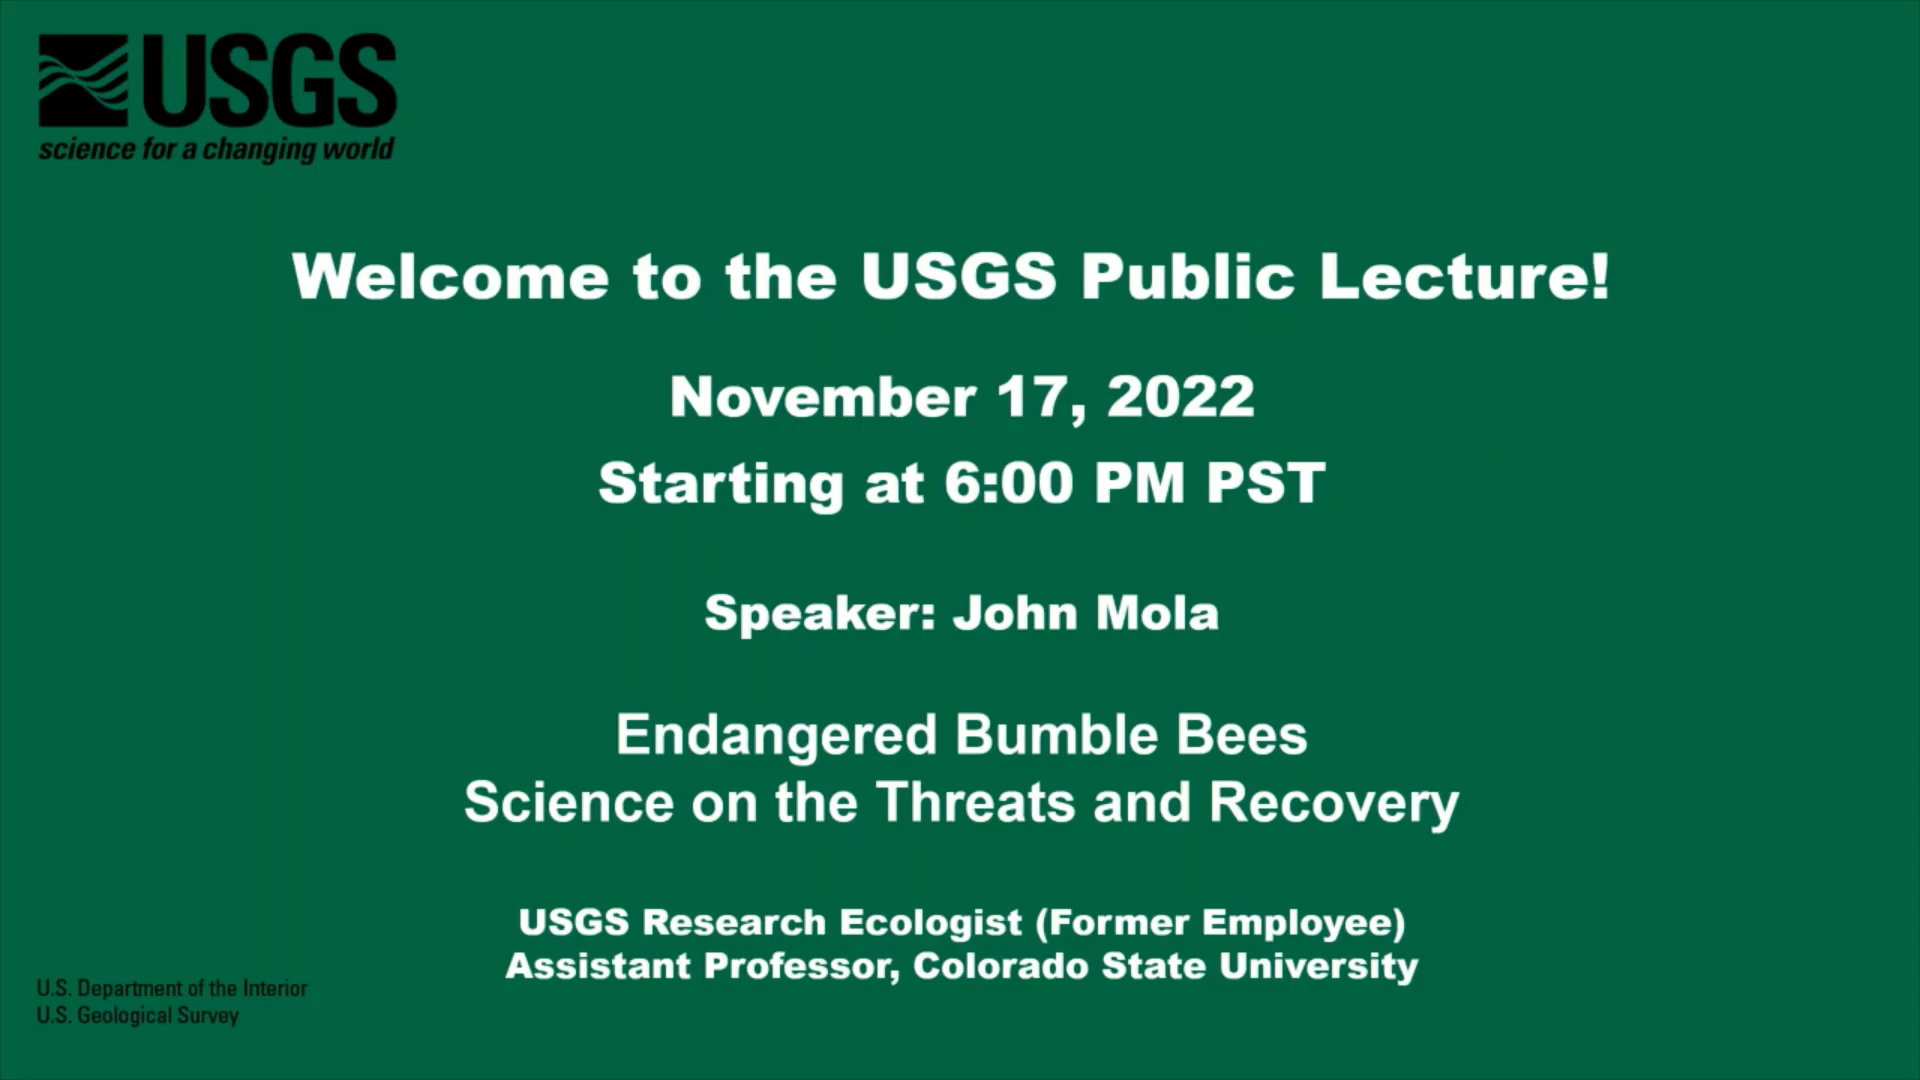 USGS
science for a changing world
Welcome to the USGS Public Lecture!
November 17, 2022
Starting at 6:00 PM PST
Speaker: John Mola
Endangered Bumble Bees
Science on the Threats and Recovery
USGS Research Ecologist (Former Employee)
Assistant Professor, Colorado State University
U.S. Department of the Interior
U.S. Geological Survey